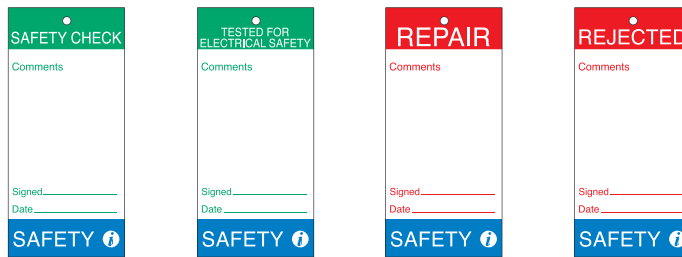 SAFETY CHECK
Comments
Signed
Date
SAFETY i
TESTED FOR
ELECTRICAL SAFETY
Comments
Signed
Date
SAFETY i
REPAIR
Comments
Signed
Date
SAFETY i
REJECTED
Comments
Signed
Date
SAFETY i